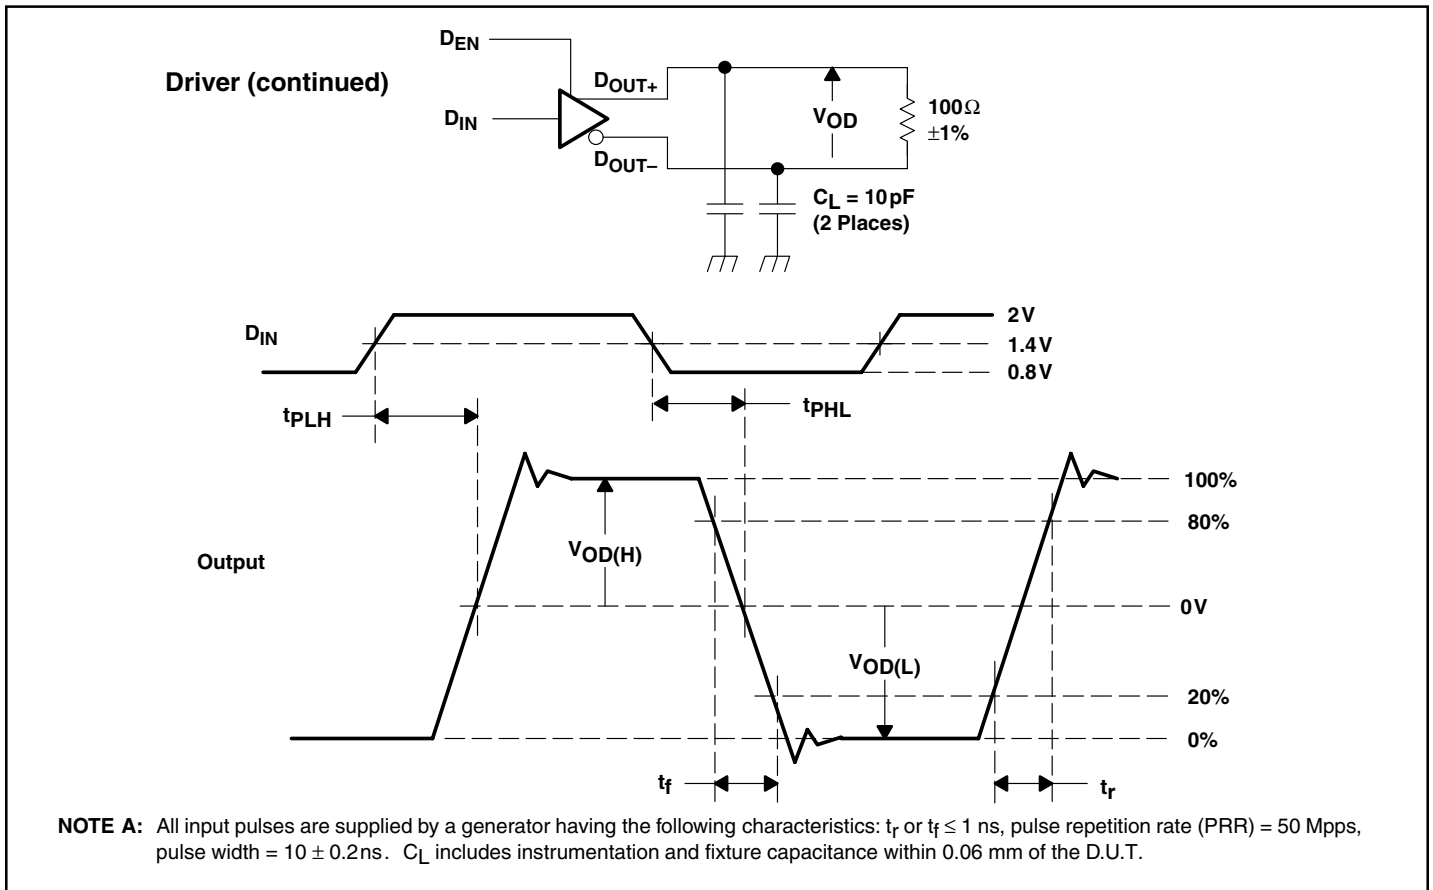 Driver (continued)
DEN
DIN
DOUT+
DOUT–
VOD
100Ω
±1%
CL = 10pF
(2 Places)
DIN
2V
1.4V
0.8V
tPLH
tPHL
Output
VOD(H)
VOD(L)
100%
80%
0V
20%
0%
tf
tr
NOTE A: All input pulses are supplied by a generator having the following characteristics: tr or tf ≤ 1 ns, pulse repetition rate (PRR) = 50 Mpps,
pulse width = 10 ± 0.2ns. CL includes instrumentation and fixture capacitance within 0.06 mm of the D.U.T.